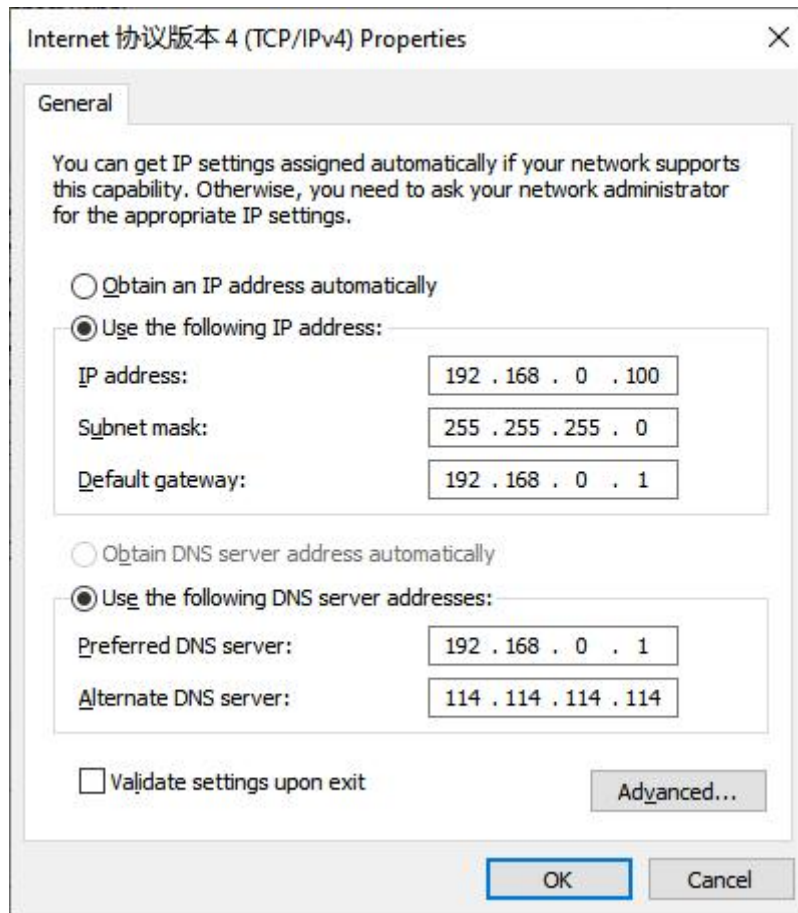 Internet 协议版本 4 (TCP/IPv4) Properties
General
You can get IP settings assigned automatically if your network supports
this capability. Otherwise, you need to ask your network administrator
for the appropriate IP settings.
Obtain an IP address automatically
Use the following IP address:
IP address: 192 . 168 . 0 . 100
Subnet mask: 255 . 255 . 255 . 0
Default gateway: 192 . 168 . 0 . 1
Obtain DNS server address automatically
Use the following DNS server addresses:
Preferred DNS server: 192 . 168 . 0 . 1
Alternate DNS server: 114 . 114 . 114 . 114
Validate settings upon exit
Advanced...
OK Cancel